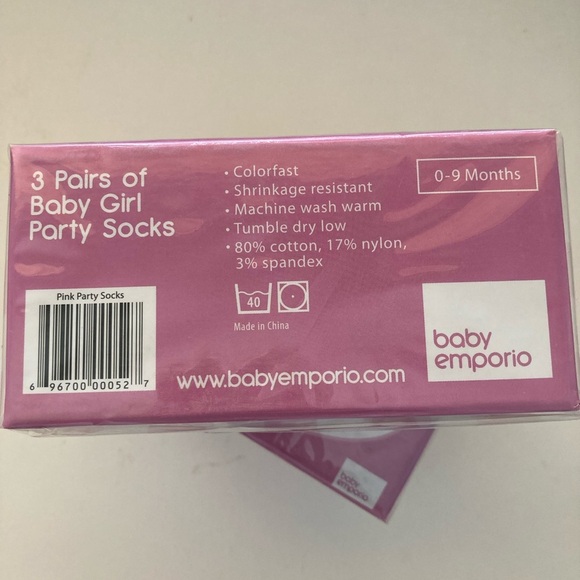 3 Pairs of
Baby Girl
Party Socks
• Colorfast
• Shrinkage resistant
• Machine wash warm
• Tumble dry low
• 80% cotton, 17% nylon,
3% spandex
0-9 Months
40
Made in China
Pink Party Socks
6 96700 00052 7
www.babyemporio.com
baby
emporio
baby
emporio